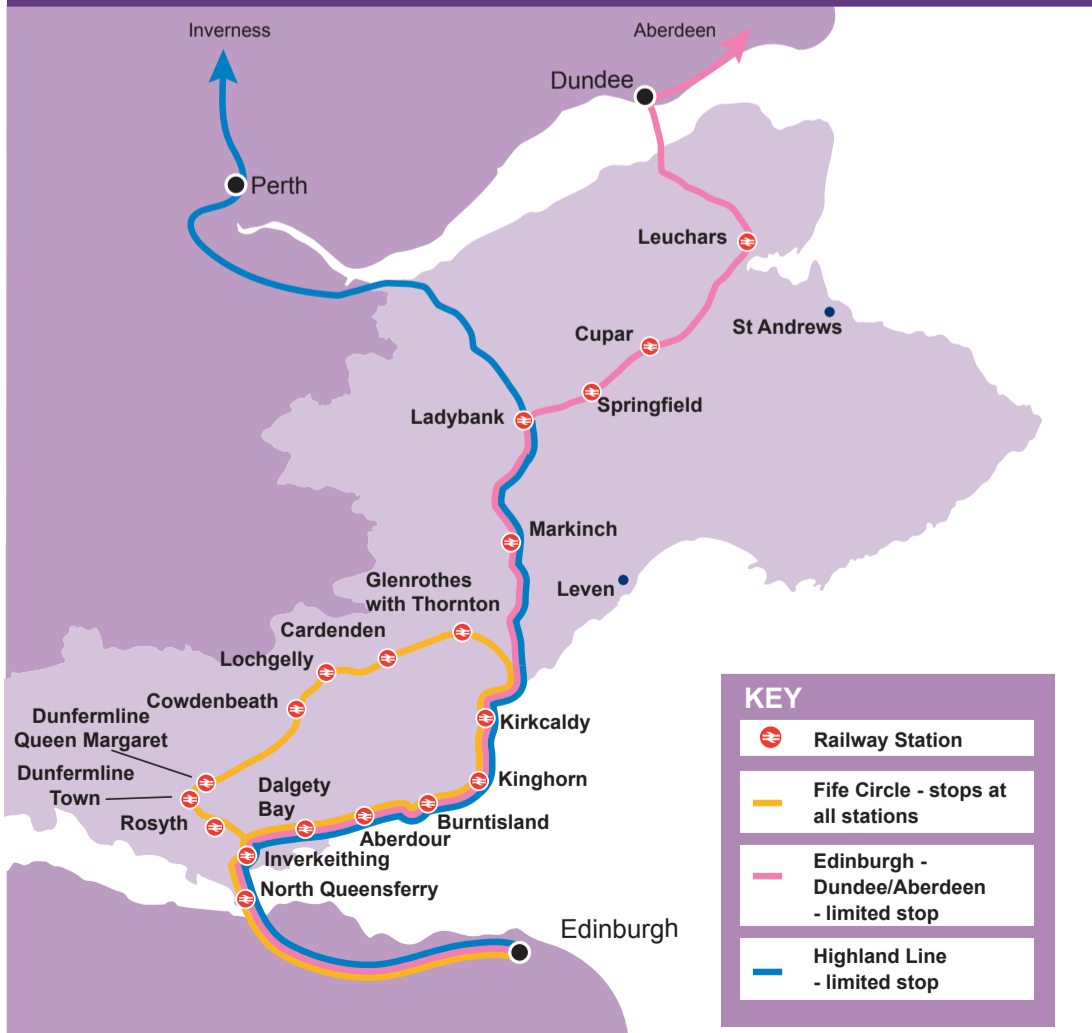 Inverness
Aberdeen
Dundee
Perth
Leuchars
St Andrews
Cupar
Springfield
Ladybank
Markinch
Leven
Glenrothes
with Thornton
Cardenden
Lochgelly
Cowdenbeath
Dunfermline
Queen Margaret
Dunfermline
Town
Rosyth
Dalgety
Bay
Kirkcaldy
Kinghorn
Burntisland
Aberdour
Inverkeithing
North Queensferry
Edinburgh
KEY
Railway Station
Fife Circle - stops at
all stations
Edinburgh -
Dundee/Aberdeen
- limited stop
Highland Line
- limited stop